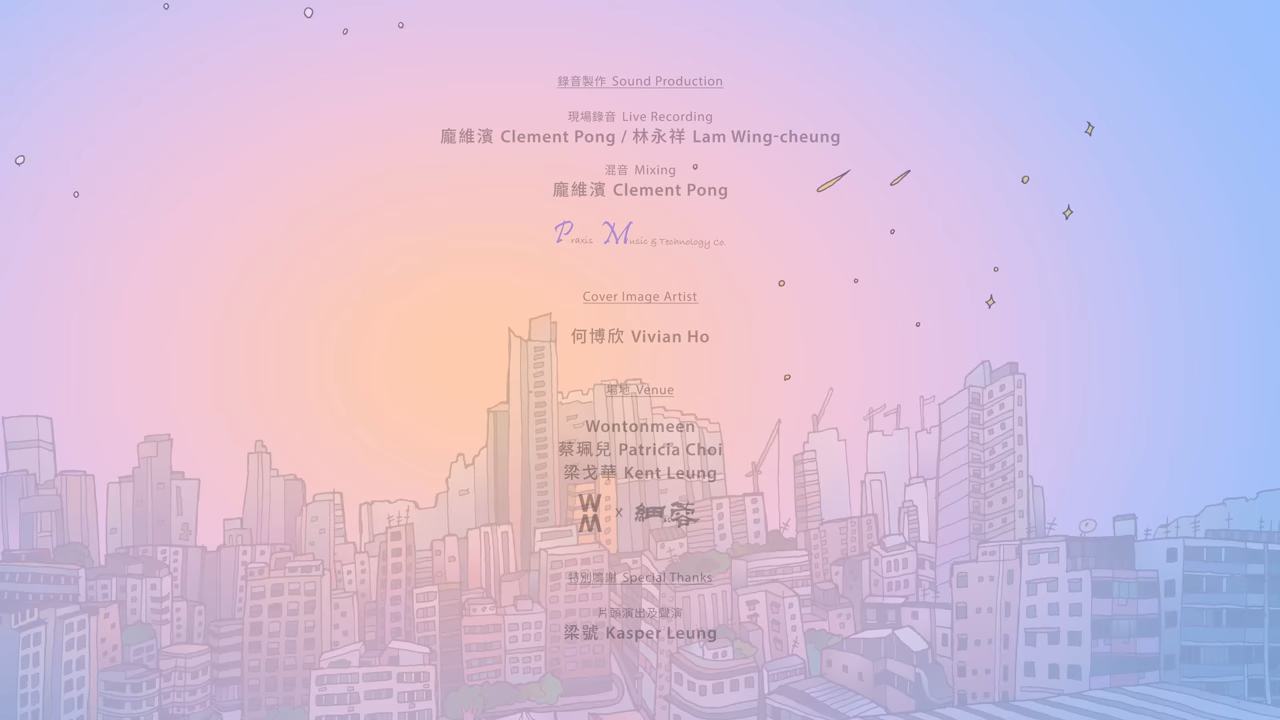 錄音製作 Sound Production
現場錄音 Live Recording
龐維濱 Clement Pong / 林永祥 Lam Wing-cheung
混音 Mixing
龐維濱 Clement Pong
Praxis Music & Technology Co.
Cover Image Artist
何博欣 Vivian Ho
場地 Venue
Wontonmeen
蔡珮兒 Patricia Choi
梁戈華 Kent Leung
WM x 細蓉
特別鳴謝 Special Thanks
片頭演出及聲演
梁號 Kasper Leung